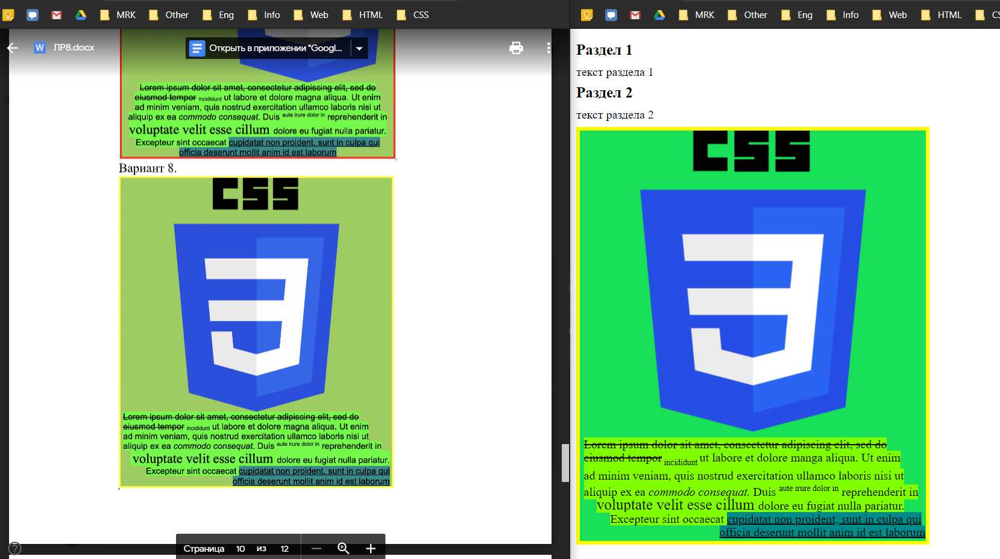 MRK Other Eng Info Web HTML CSS
ЛР8.docx
Открыть в приложении "Googl...
Lorem ipsum dolor sit amet, consectetur adipiscing elit, sed do
eiusmod tempor incididunt ut labore et dolore magna aliqua. Ut enim
ad minim veniam, quis nostrud exercitation ullamco laboris nisi ut
aliquip ex ea commodo consequat. Duis aute irure dolor in reprehenderit in
voluptate velit esse cillum dolore eu fugiat nulla pariatur.
Excepteur sint occaecat cupidatat non proident, sunt in culpa qui
officia deserunt mollit anim id est laborum
Вариант 8.
CSS
3
Lorem ipsum dolor sit amet, consectetur adipiscing elit, sed do
eiusmod tempor incididunt ut labore et dolore magna aliqua. Ut enim
ad minim veniam, quis nostrud exercitation ullamco laboris nisi ut
aliquip ex ea commodo consequat. Duis aute irure dolor in reprehenderit in
voluptate velit esse cillum dolore eu fugiat nulla pariatur.
Excepteur sint occaecat cupidatat non proident, sunt in culpa qui
officia deserunt mollit anim id est laborum
Страница 10 из 12
MRK Other Eng Info Web HTML CS
Раздел 1
текст раздела 1
Раздел 2
текст раздела 2
CSS
3
Lorem ipsum dolor sit amet, consectetur adipiscing elit, sed do
eiusmod tempor incididunt ut labore et dolore manga aliqua. Ut enim
ad minim veniam, quis nostrud exercitation ullamco laboris nisi ut
aliquip ex ea commodo consequat. Duis aute irure dolor in reprehenderit in
voluptate velit esse cillum dolore eu fugiat nulla pariatur.
Excepteur sint occaecat cupidatat non proident, sunt in culpa qui
officia deserunt mollit anim id est laborum